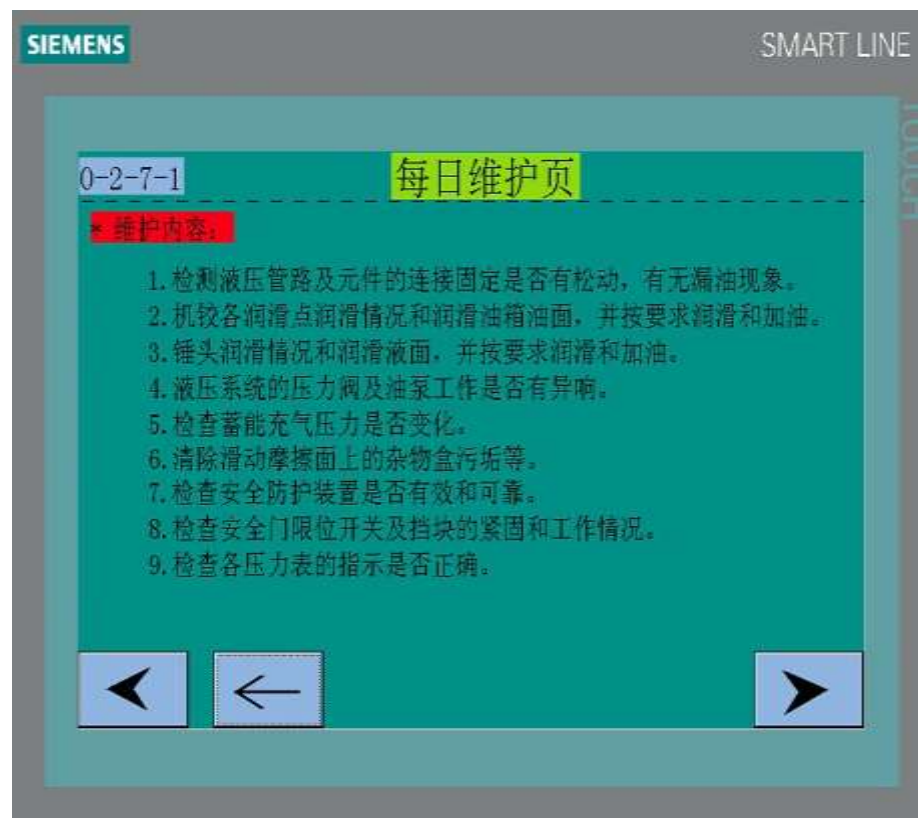 SIEMENS
SMART LINE
TOUCH
0-2-7-1
每日维护页
* 维护内容:
1.检测液压管路及元件的连接固定是否有松动，有无漏油现象。
2.机铰各润滑点润滑情况和润滑油箱油面，并按要求润滑和加油。
3.锤头润滑情况和润滑液面，并按要求润滑和加油。
4.液压系统的压力阀及油泵工作是否有异响。
5.检查蓄能充气压力是否变化。
6.清除滑动摩擦面上的杂物盒污垢等。
7.检查安全防护装置是否有效和可靠。
8.检查安全门限位开关及挡块的紧固和工作情况。
9.检查各压力表的指示是否正确。